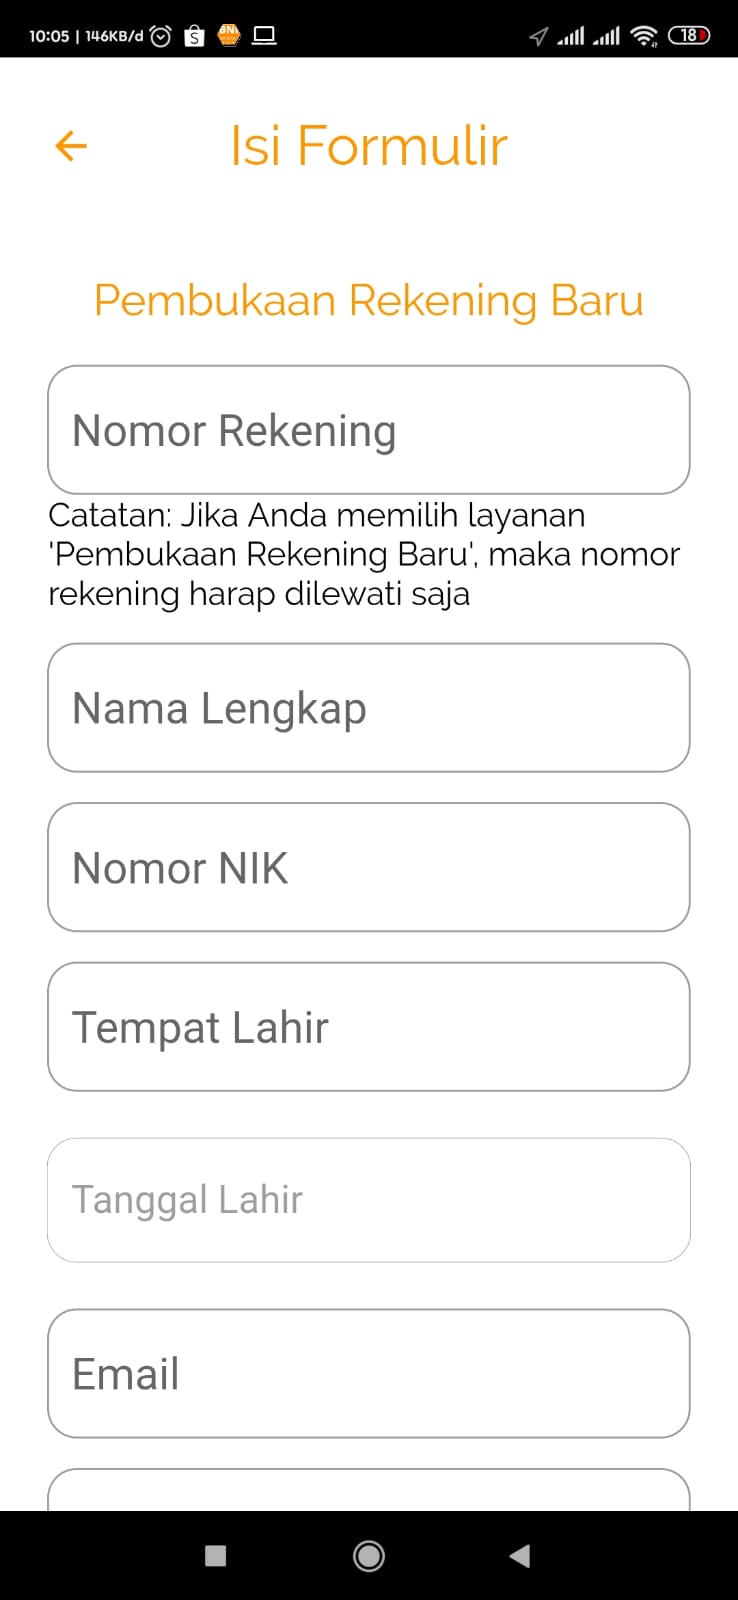 10:05 | 146KB/d
18
Isi Formulir
Pembukaan Rekening Baru
Nomor Rekening
Catatan: Jika Anda memilih layanan
'Pembukaan Rekening Baru', maka nomor
rekening harap dilewati saja
Nama Lengkap
Nomor NIK
Tempat Lahir
Tanggal Lahir
Email